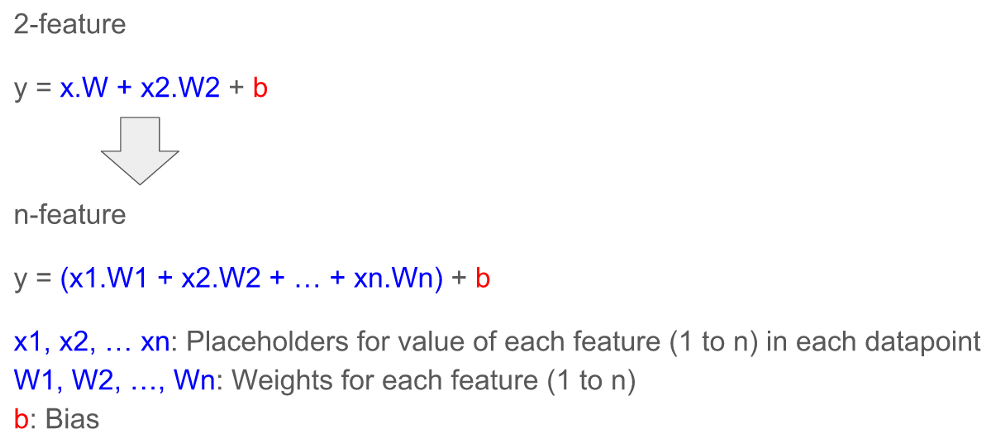 2-feature
y = x.W + x2.W2 + b
n-feature
y = (x1.W1 + x2.W2 + … + xn.Wn) + b
x1, x2, … xn: Placeholders for value of each feature (1 to n) in each datapoint
W1, W2, …, Wn: Weights for each feature (1 to n)
b: Bias